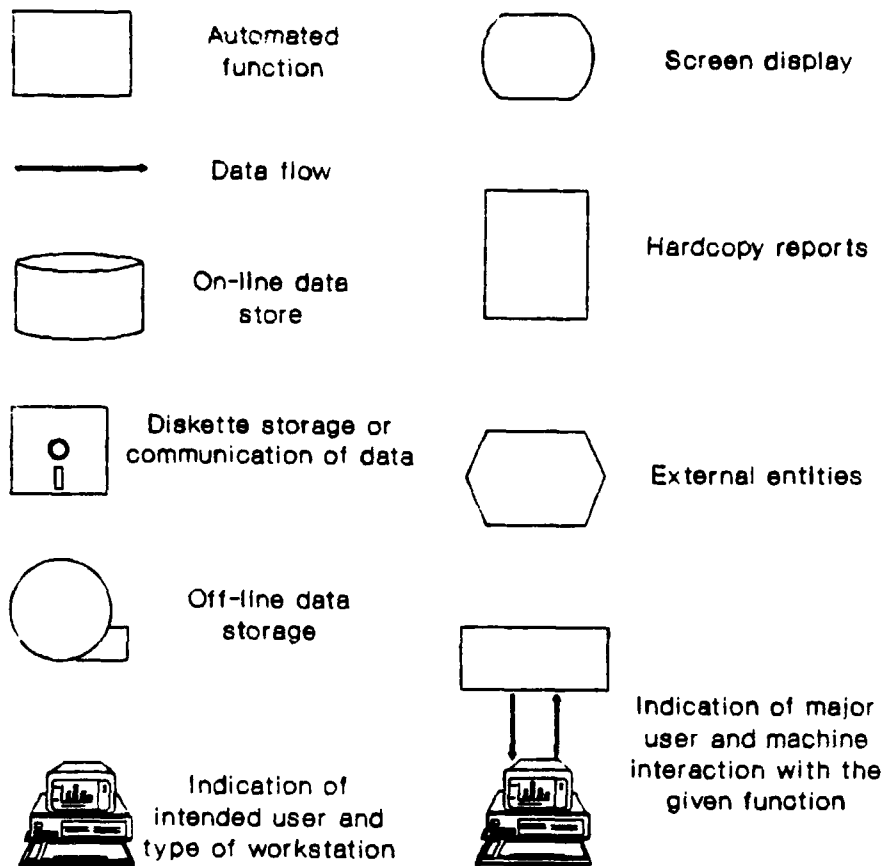 Automated
function
Data flow
On-line data
store
Diskette storage or
communication of data
Off-line data
storage
Indication of
intended user and
type of workstation
Screen display
Hardcopy reports
External entities
Indication of major
user and machine
interaction with the
given function